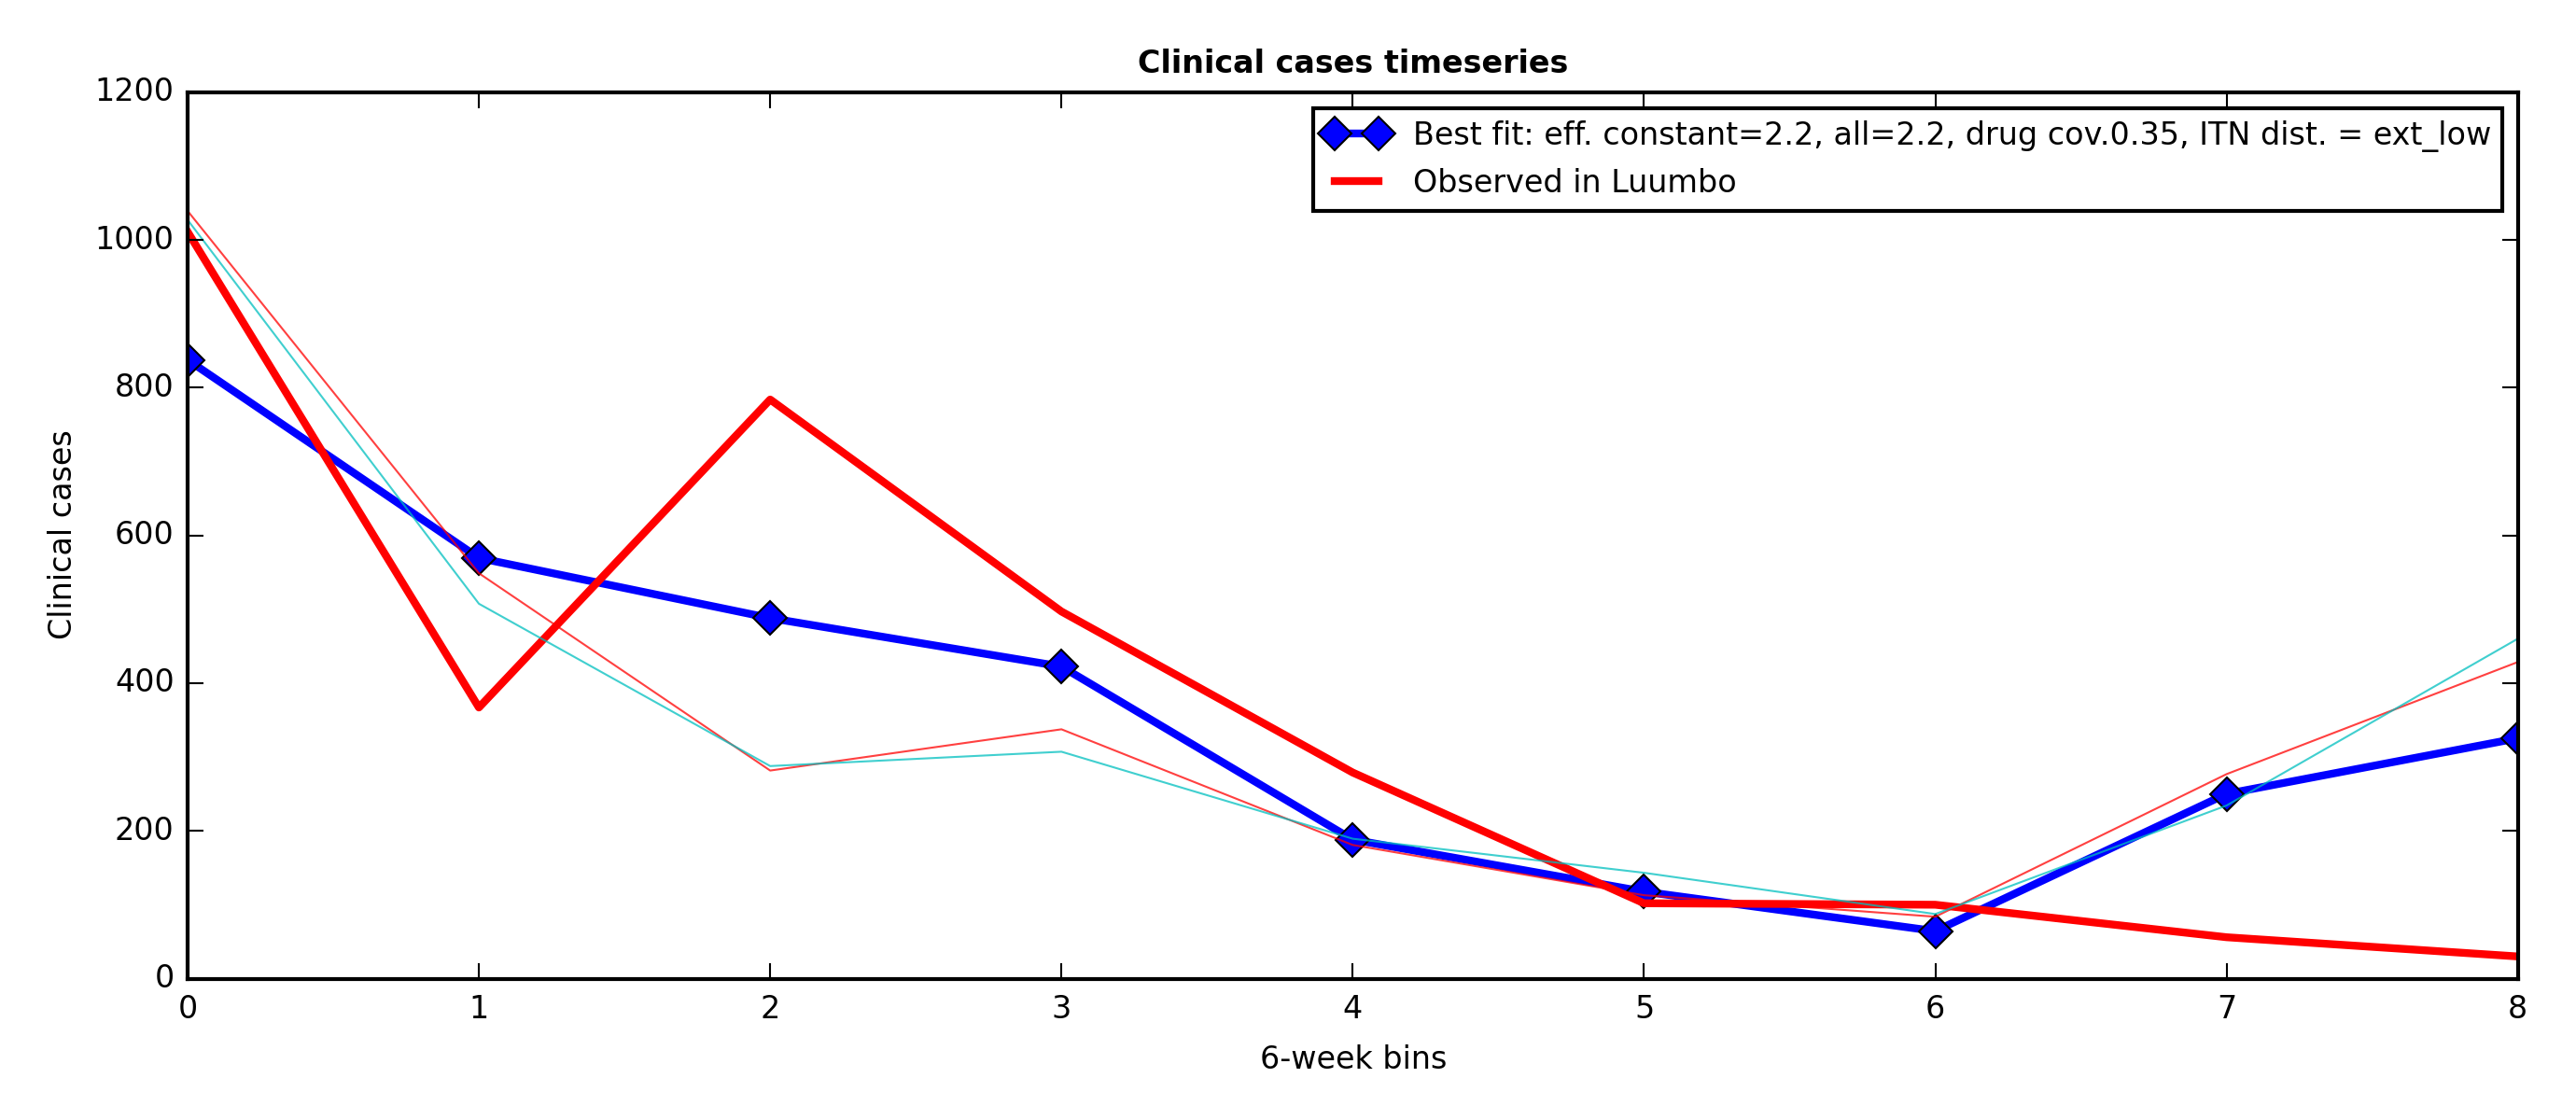 Clinical cases timeseries
1200
1000
800
600
400
200
0
Clinical cases
Best fit: eff. constant=2.2, all=2.2, drug cov.0.35, ITN dist. = ext_low
Observed in Luumbo
0 1 2 3 4 5 6 7 8
6-week bins